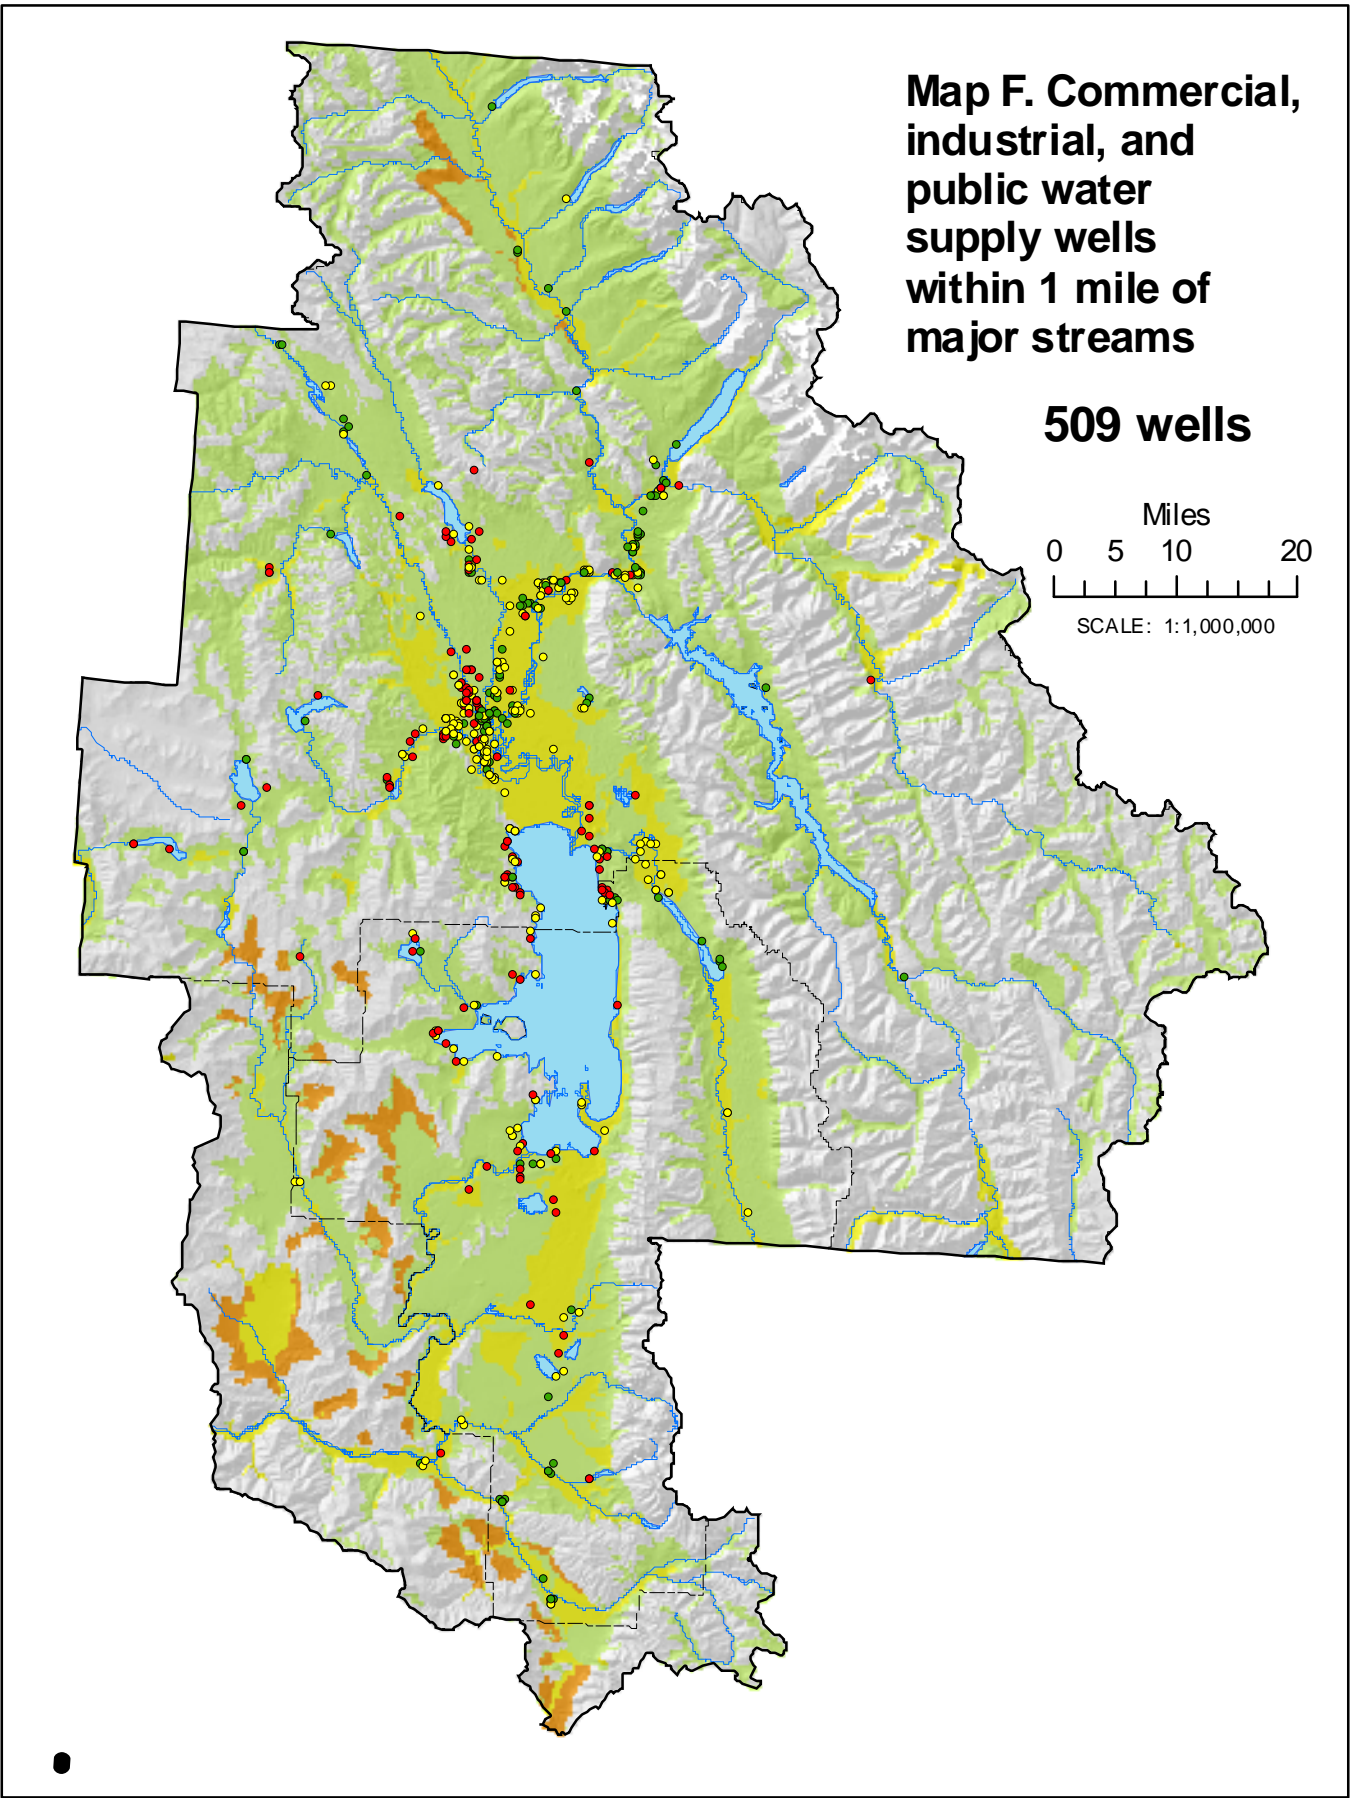 Map F. Commercial,
industrial, and
public water
supply wells
within 1 mile of
major streams
509 wells
Miles
0 5 10 20
SCALE: 1:1,000,000